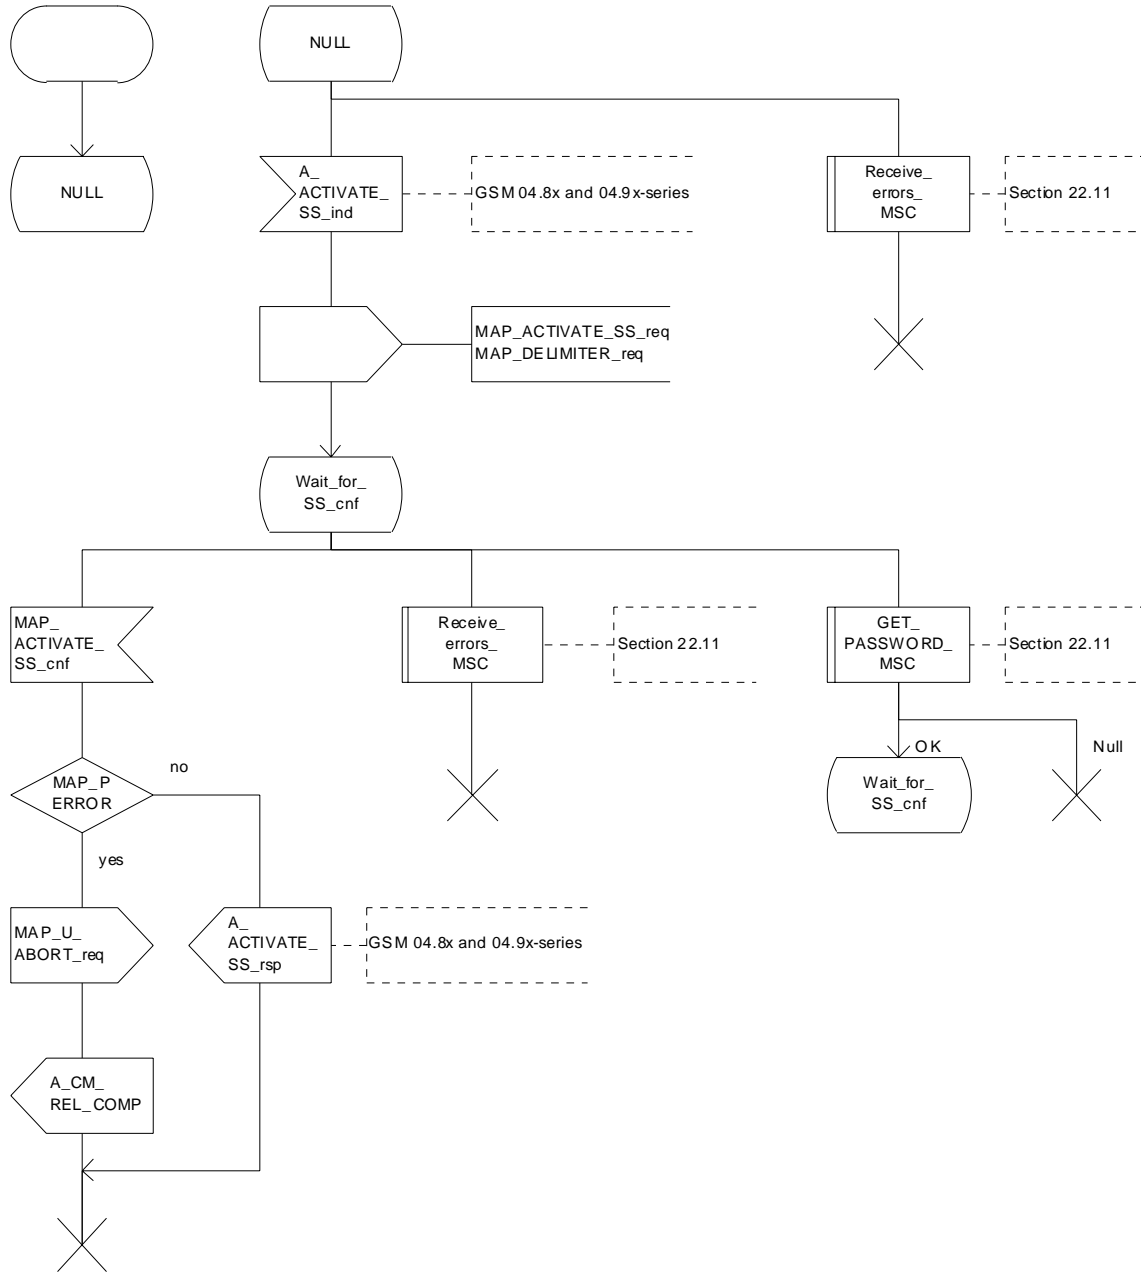 NULL
NULL
A_
ACTIVATE_
SS_ind
GSM 04.8x and 04.9x-series
Receive_
errors_
MSC
Section 22.11
MAP_ACTIVATE_SS_req
MAP_DELIMITER_req
Wait_for_
SS_cnf
MAP_
ACTIVATE_
SS_cnf
Receive_
errors_
MSC
Section 22.11
GET_
PASSWORD_
MSC
Section 22.11
OK
Null
MAP_P
ERROR
no
Wait_for_
SS_cnf
yes
MAP_U_
ABORT_req
A_
ACTIVATE_
SS_rsp
GSM 04.8x and 04.9x-series
A_CM_
REL_COMP